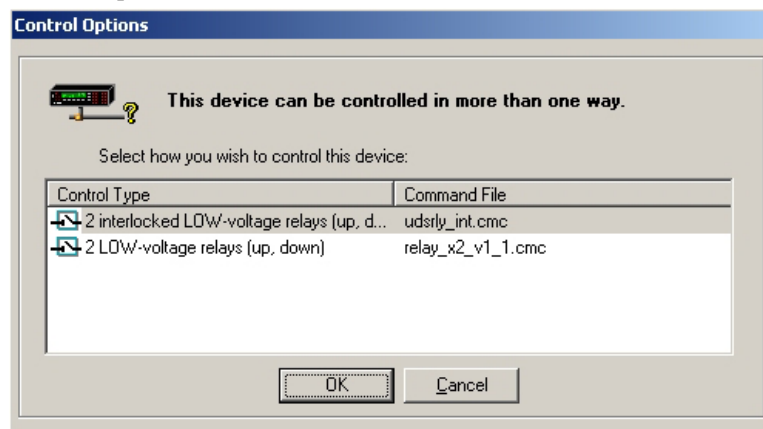 Control Options
This device can be controlled in more than one way.
Select how you wish to control this device:
Control Type Command File
2 interlocked LOW-voltage relays (up, d... udsrly_int.cmc
2 LOW-voltage relays (up, down) relay_x2_v1_1.cmc
OK Cancel